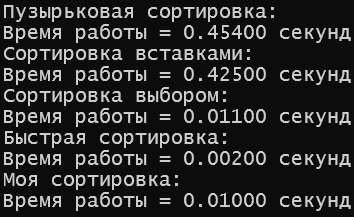 Пузырьковая сортировка:
Время работы = 0.45400 секунд
Сортировка вставками:
Время работы = 0.42500 секунд
Сортировка выбором:
Время работы = 0.01100 секунд
Быстрая сортировка:
Время работы = 0.00200 секунд
Моя сортировка:
Время работы = 0.01000 секунд